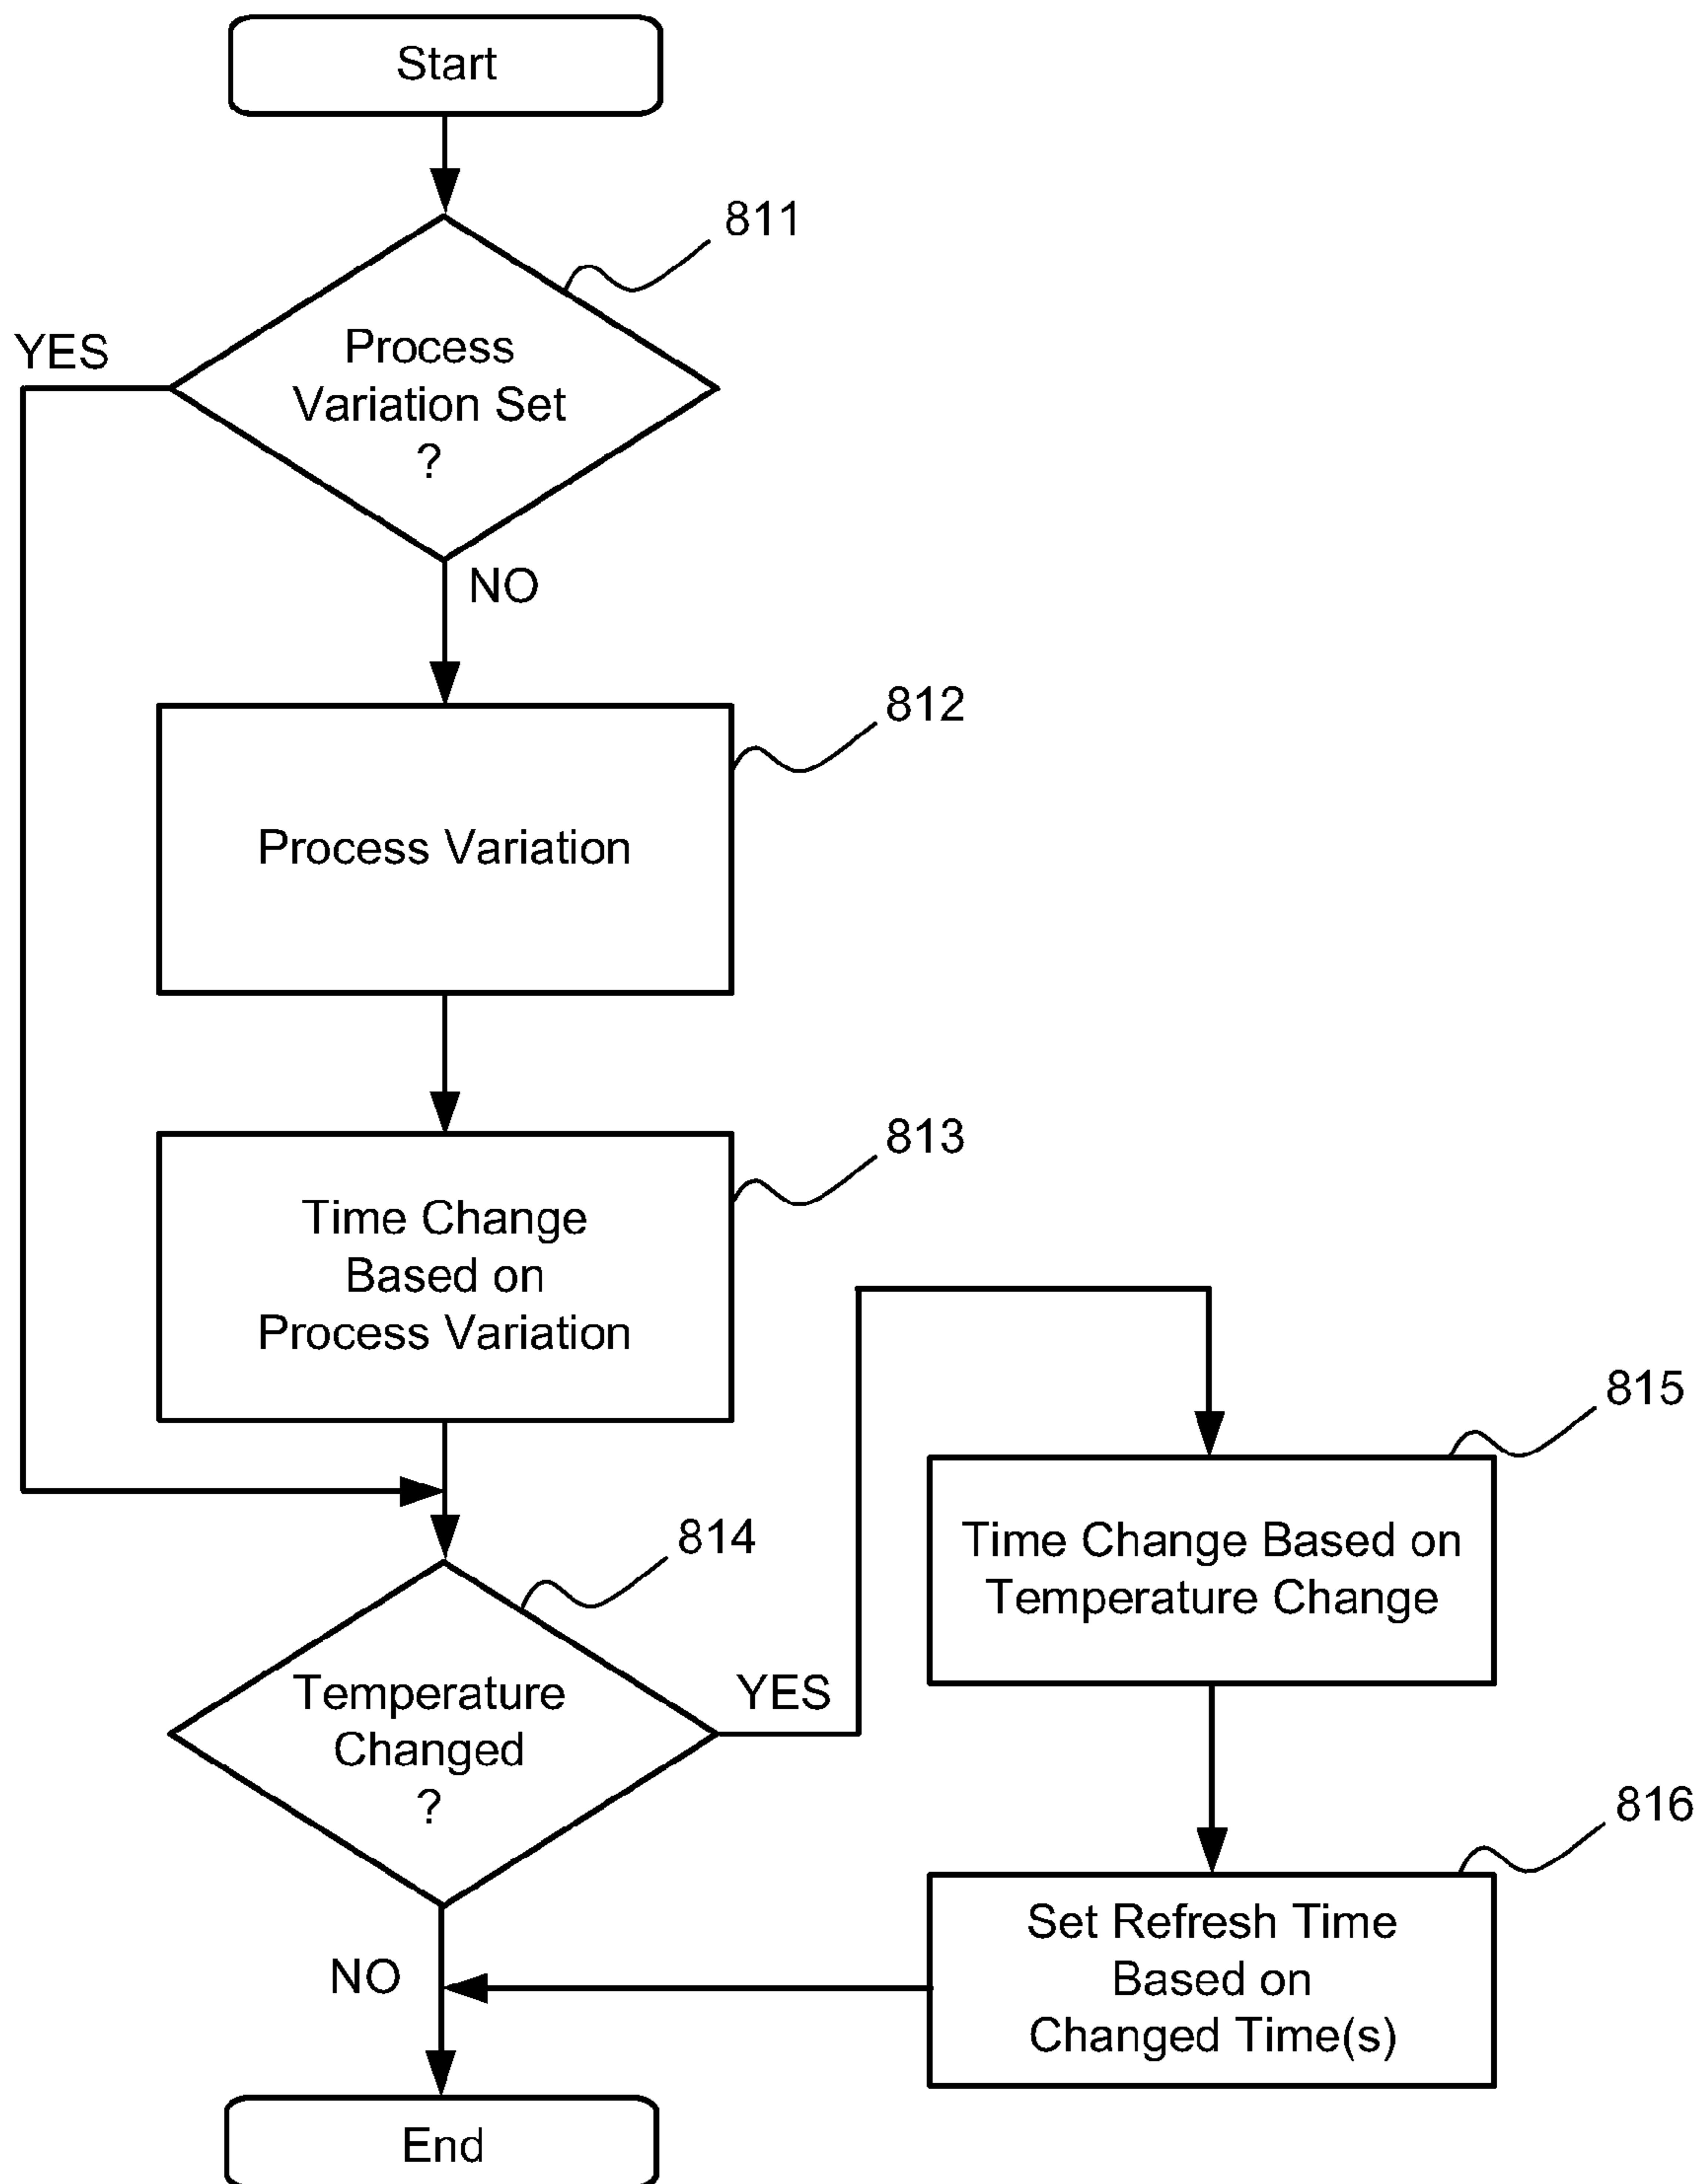 Start
811
YES
Process
Variation Set
?
NO
812
Process Variation
813
Time Change
Based on
Process Variation
814
Temperature
Changed
?
YES
NO
815
Time Change Based on
Temperature Change
816
Set Refresh Time
Based on
Changed Time(s)
End